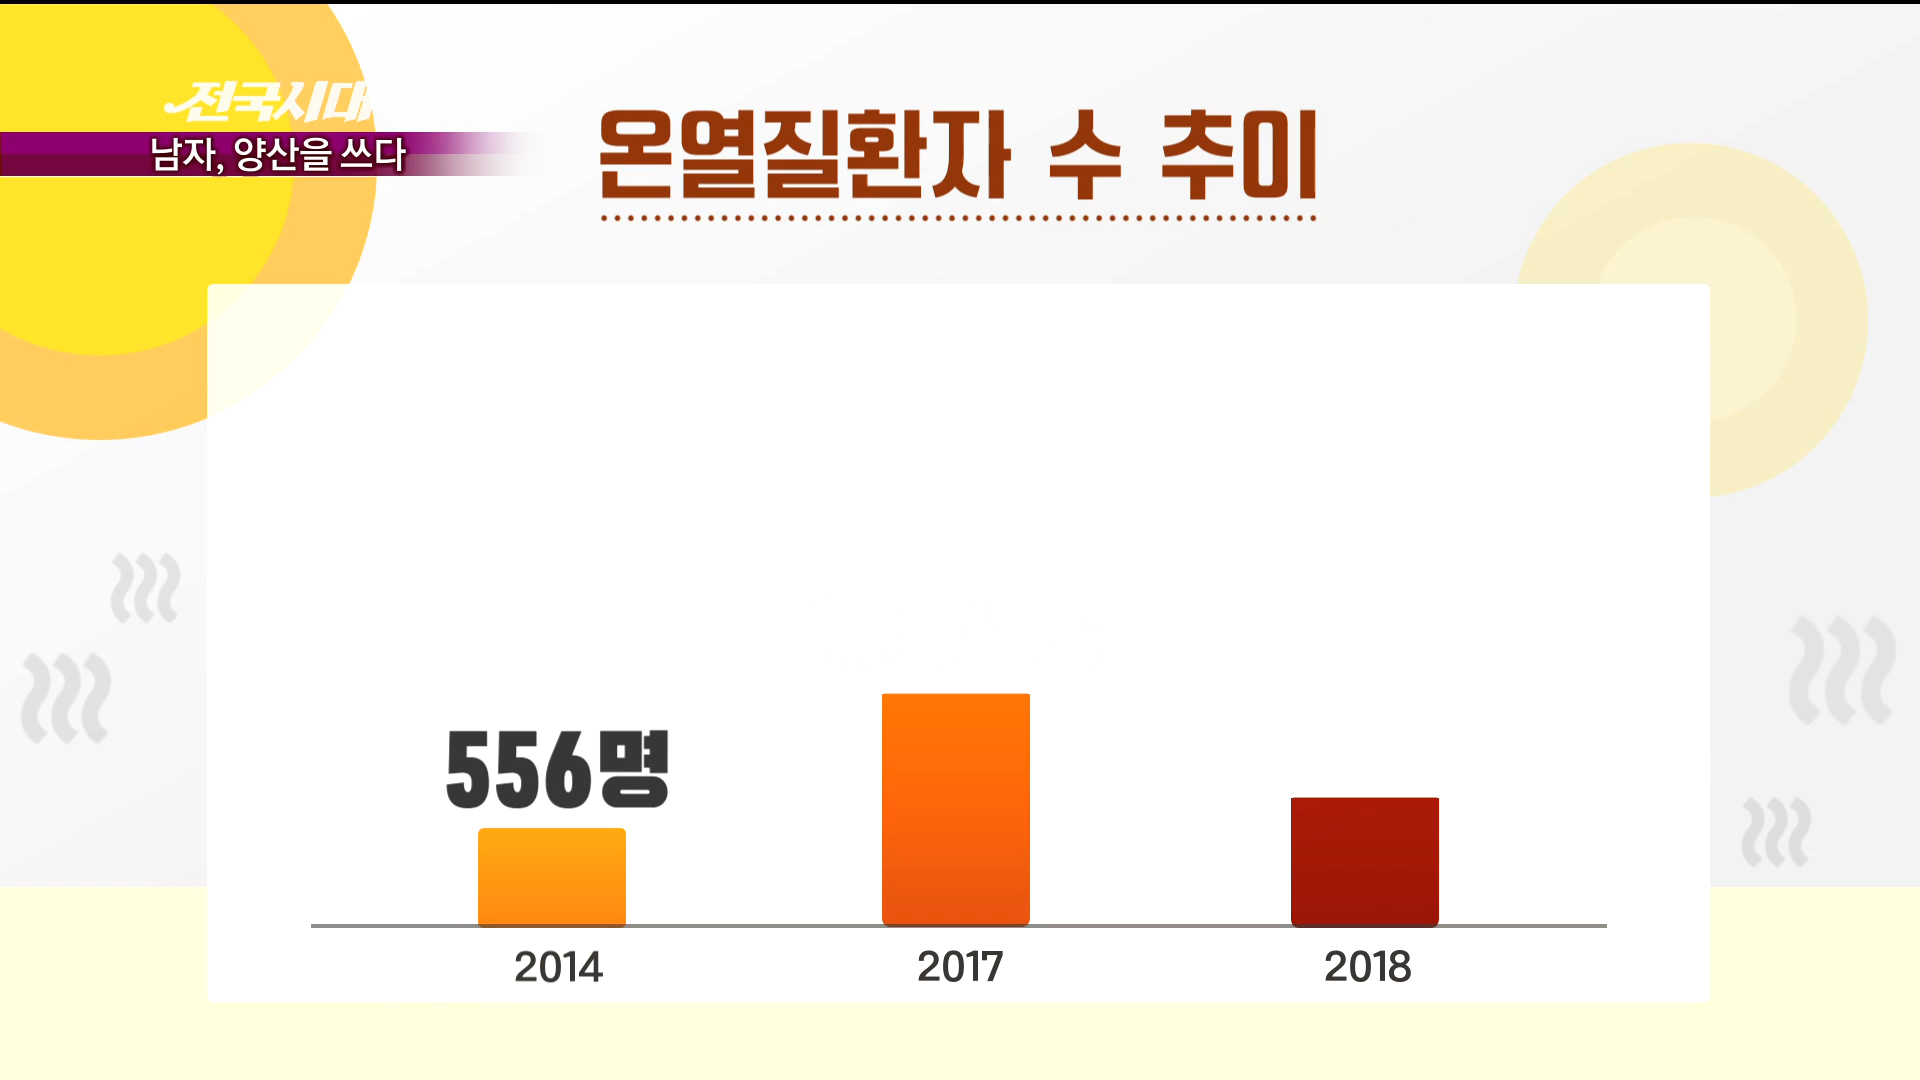 전국시대
남자, 양산을 쓰다
온열질환자 수 추이
556명
2014 2017 2018